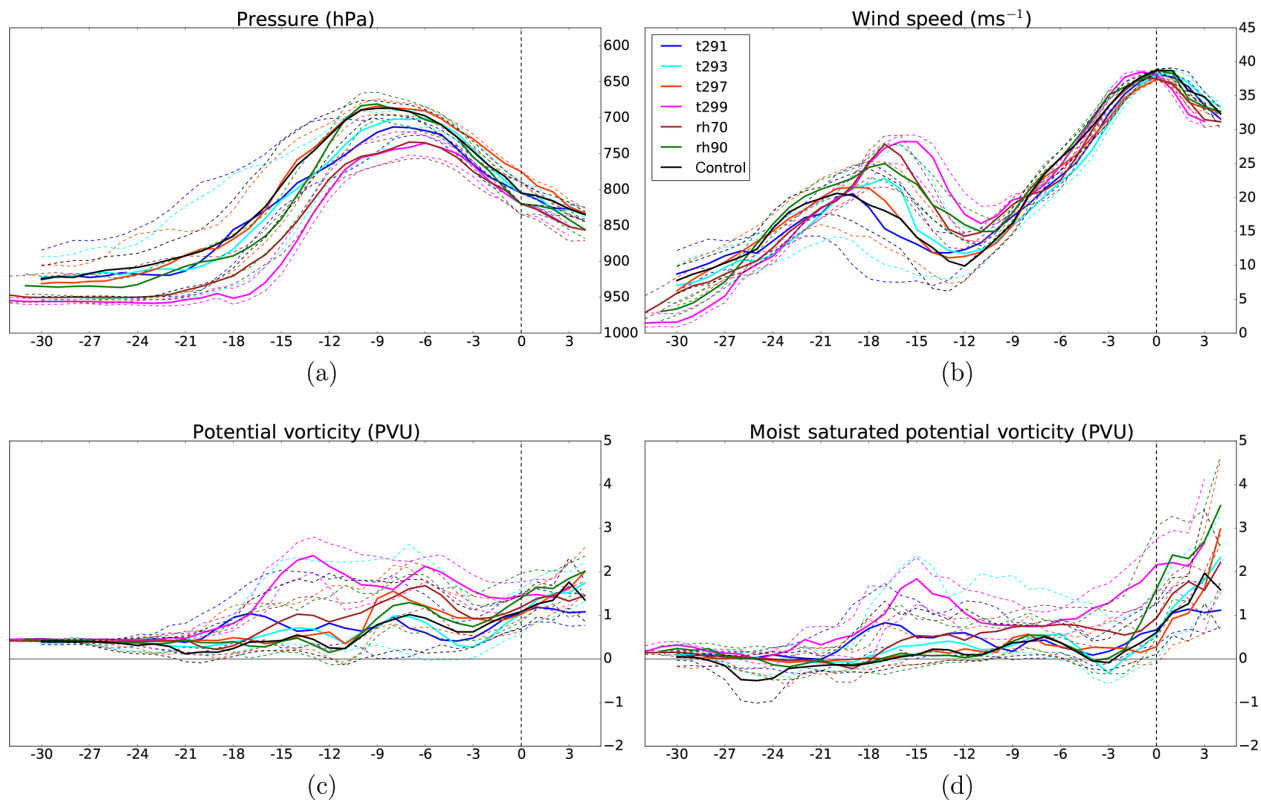 Pressure (hPa)
600
650
700
750
800
850
900
950
1000
-30 -27 -24 -21 -18 -15 -12 -9 -6 -3 0 3
(a)
Wind speed (ms⁻¹)
t291
t293
t297
t299
rh70
rh90
Control
45
40
35
30
25
20
15
10
5
0
-30 -27 -24 -21 -18 -15 -12 -9 -6 -3 0 3
(b)
Potential vorticity (PVU)
5
4
3
2
1
0
−1
−2
-30 -27 -24 -21 -18 -15 -12 -9 -6 -3 0 3
(c)
Moist saturated potential vorticity (PVU)
5
4
3
2
1
0
−1
−2
-30 -27 -24 -21 -18 -15 -12 -9 -6 -3 0 3
(d)